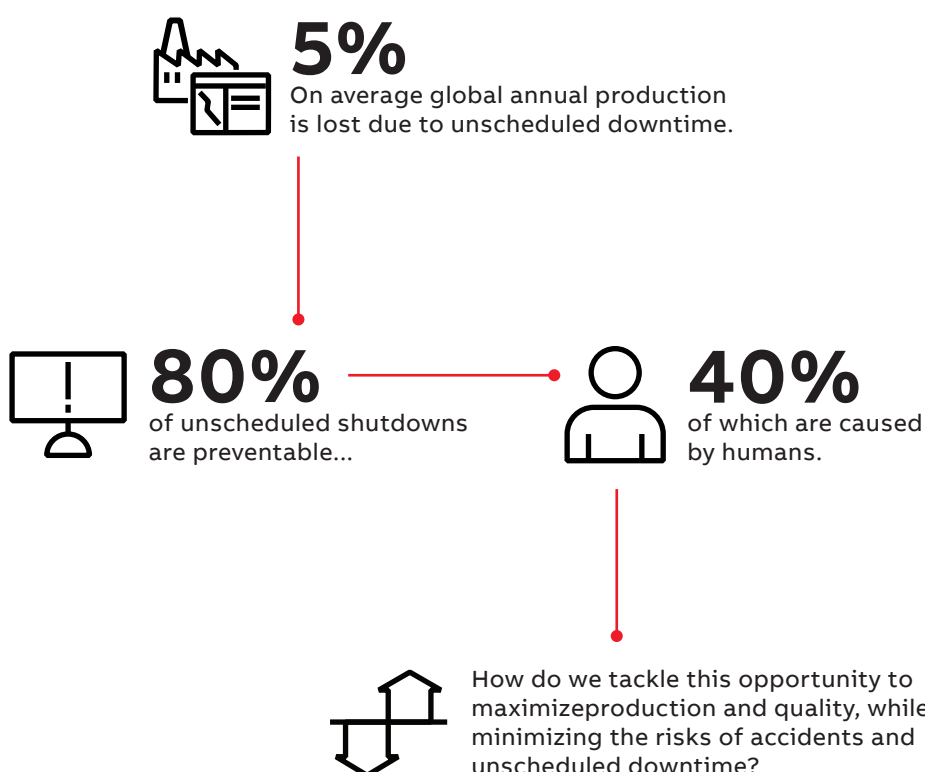 5%
On average global annual production
is lost due to unscheduled downtime.
80%
of unscheduled shutdowns
are preventable...
40%
of which are caused
by humans.
How do we tackle this opportunity to
maximizeproduction and quality, while
minimizing the risks of accidents and
unscheduled downtime?